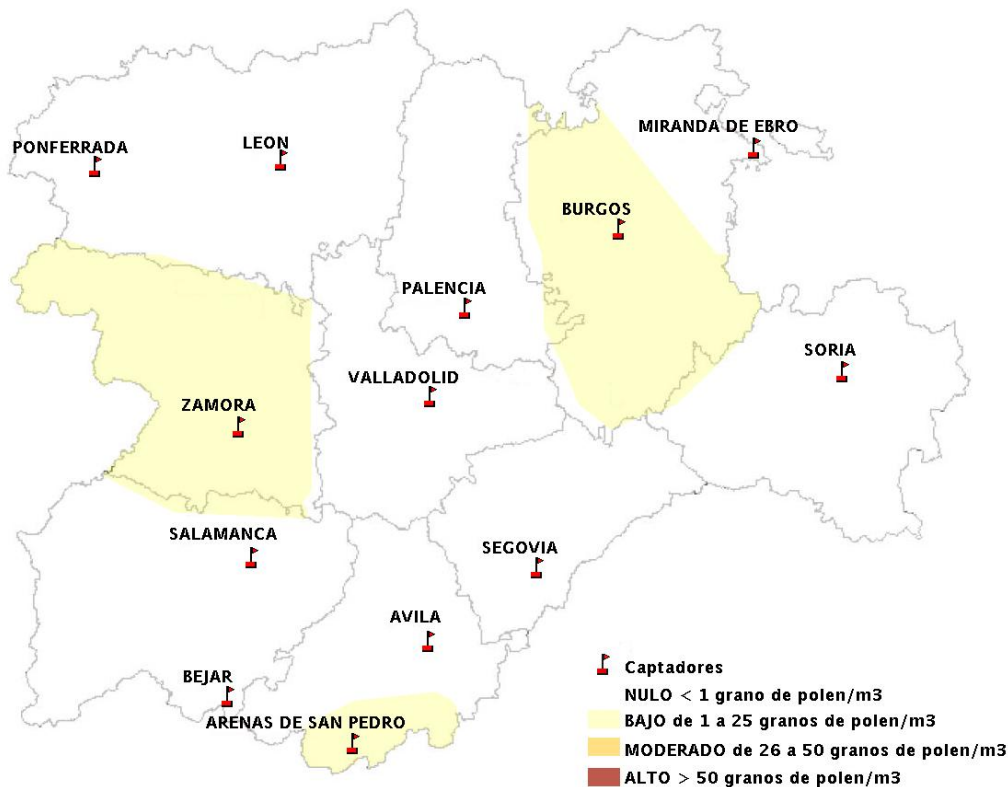 MIRANDA DE EBRO
PONFERRADA
LEON
BURGOS
PALENCIA
SORIA
VALLADOLID
ZAMORA
SALAMANCA
SEGOVIA
AVILA
BEJAR
ARENAS DE SAN PEDRO
Captadores
NULO < 1 grano de polen/m3
BAJO de 1 a 25 granos de polen/m3
MODERADO de 26 a 50 granos de polen/m3
ALTO > 50 granos de polen/m3